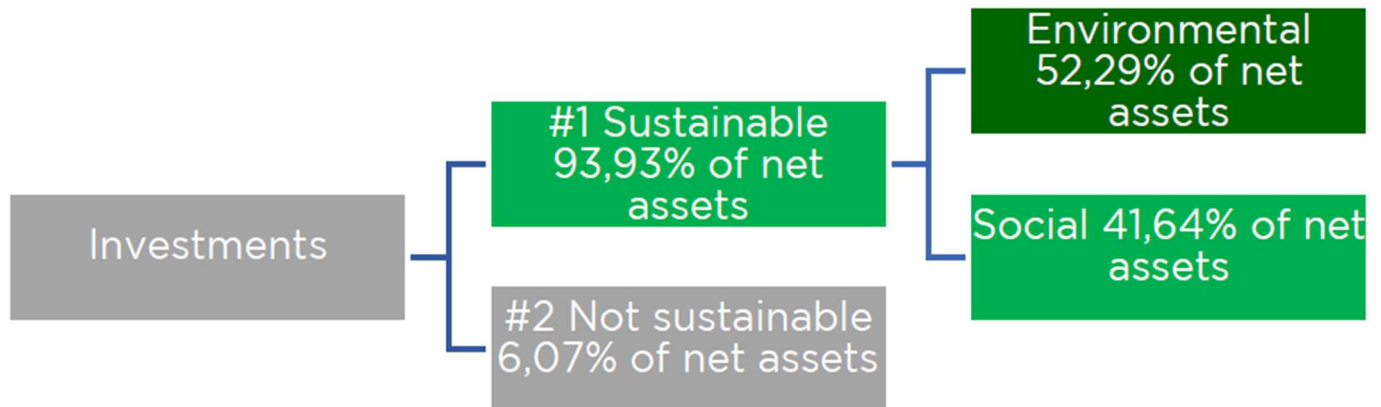 Investments
#1 Sustainable
93,93% of net
assets
#2 Not sustainable
6,07% of net assets
Environmental
52,29% of net
assets
Social 41,64% of net
assets